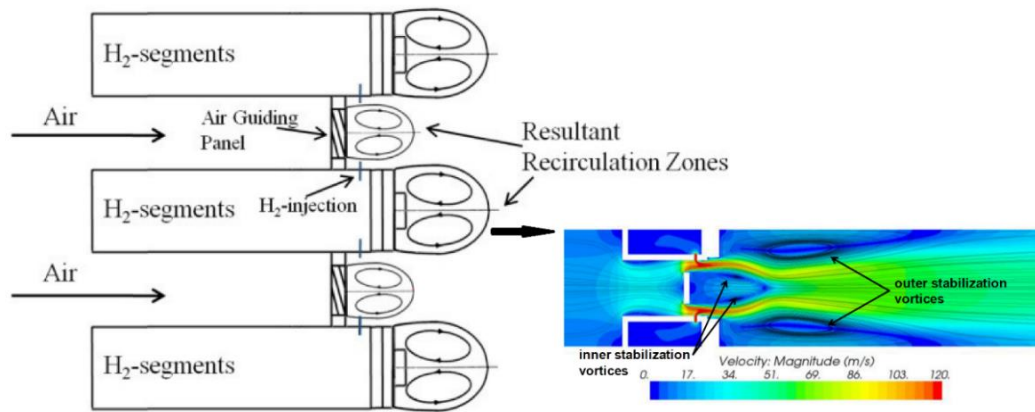 H2-segments
Air
Air Guiding
Panel
Resultant
Recirculation Zones
H2-segments
H2-injection
Air
H2-segments
outer stabilization
vortices
inner stabilization
vortices
Velocity: Magnitude (m/s)
0. 17. 34. 51. 69. 86. 103. 120.